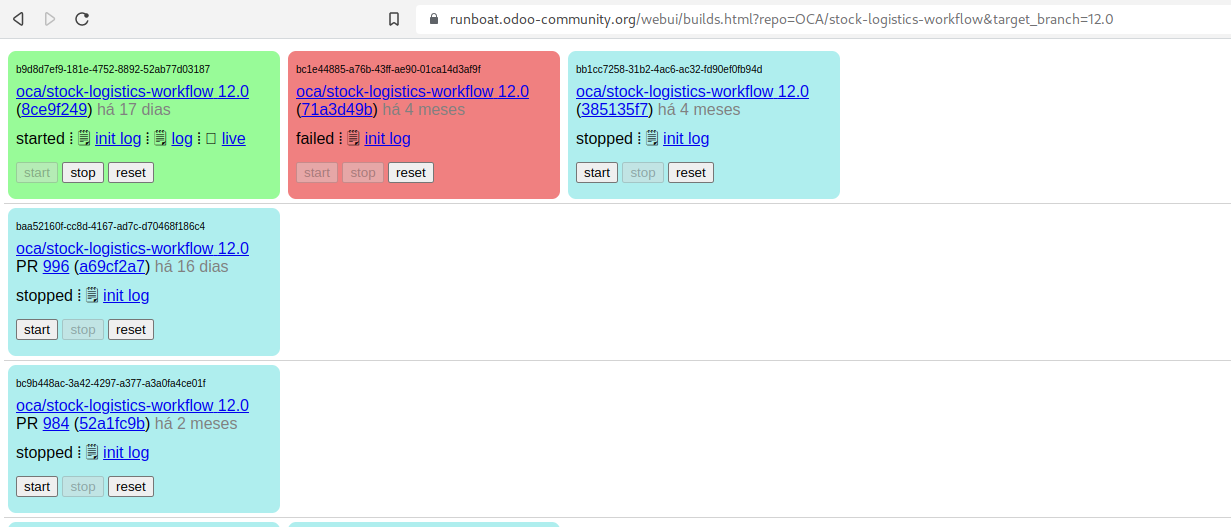 runboat.odoo-community.org/webui/builds.html?repo=OCA/stock-logistics-workflow&target_branch=12.0
b9d8d7ef9-181e-4752-8892-52ab77d03187
oca/stock-logistics-workflow 12.0
(8ce9f249) há 17 dias
started ⁞ 🗒 init log ⁞ 🗒 log ⁞ live
start stop reset
bc1e44885-a76b-43ff-ae90-01ca14d3af9f
oca/stock-logistics-workflow 12.0
(71a3d49b) há 4 meses
failed ⁞ 🗒 init log
start stop reset
bb1cc7258-31b2-4ac6-ac32-fd90ef0fb94d
oca/stock-logistics-workflow 12.0
(385135f7) há 4 meses
stopped ⁞ 🗒 init log
start stop reset
baa52160f-cc8d-4167-ad7c-d70468f186c4
oca/stock-logistics-workflow 12.0
PR 996 (a69cf2a7) há 16 dias
stopped ⁞ 🗒 init log
start stop reset
bc9b448ac-3a42-4297-a377-a3a0fa4ce01f
oca/stock-logistics-workflow 12.0
PR 984 (52a1fc9b) há 2 meses
stopped ⁞ 🗒 init log
start stop reset